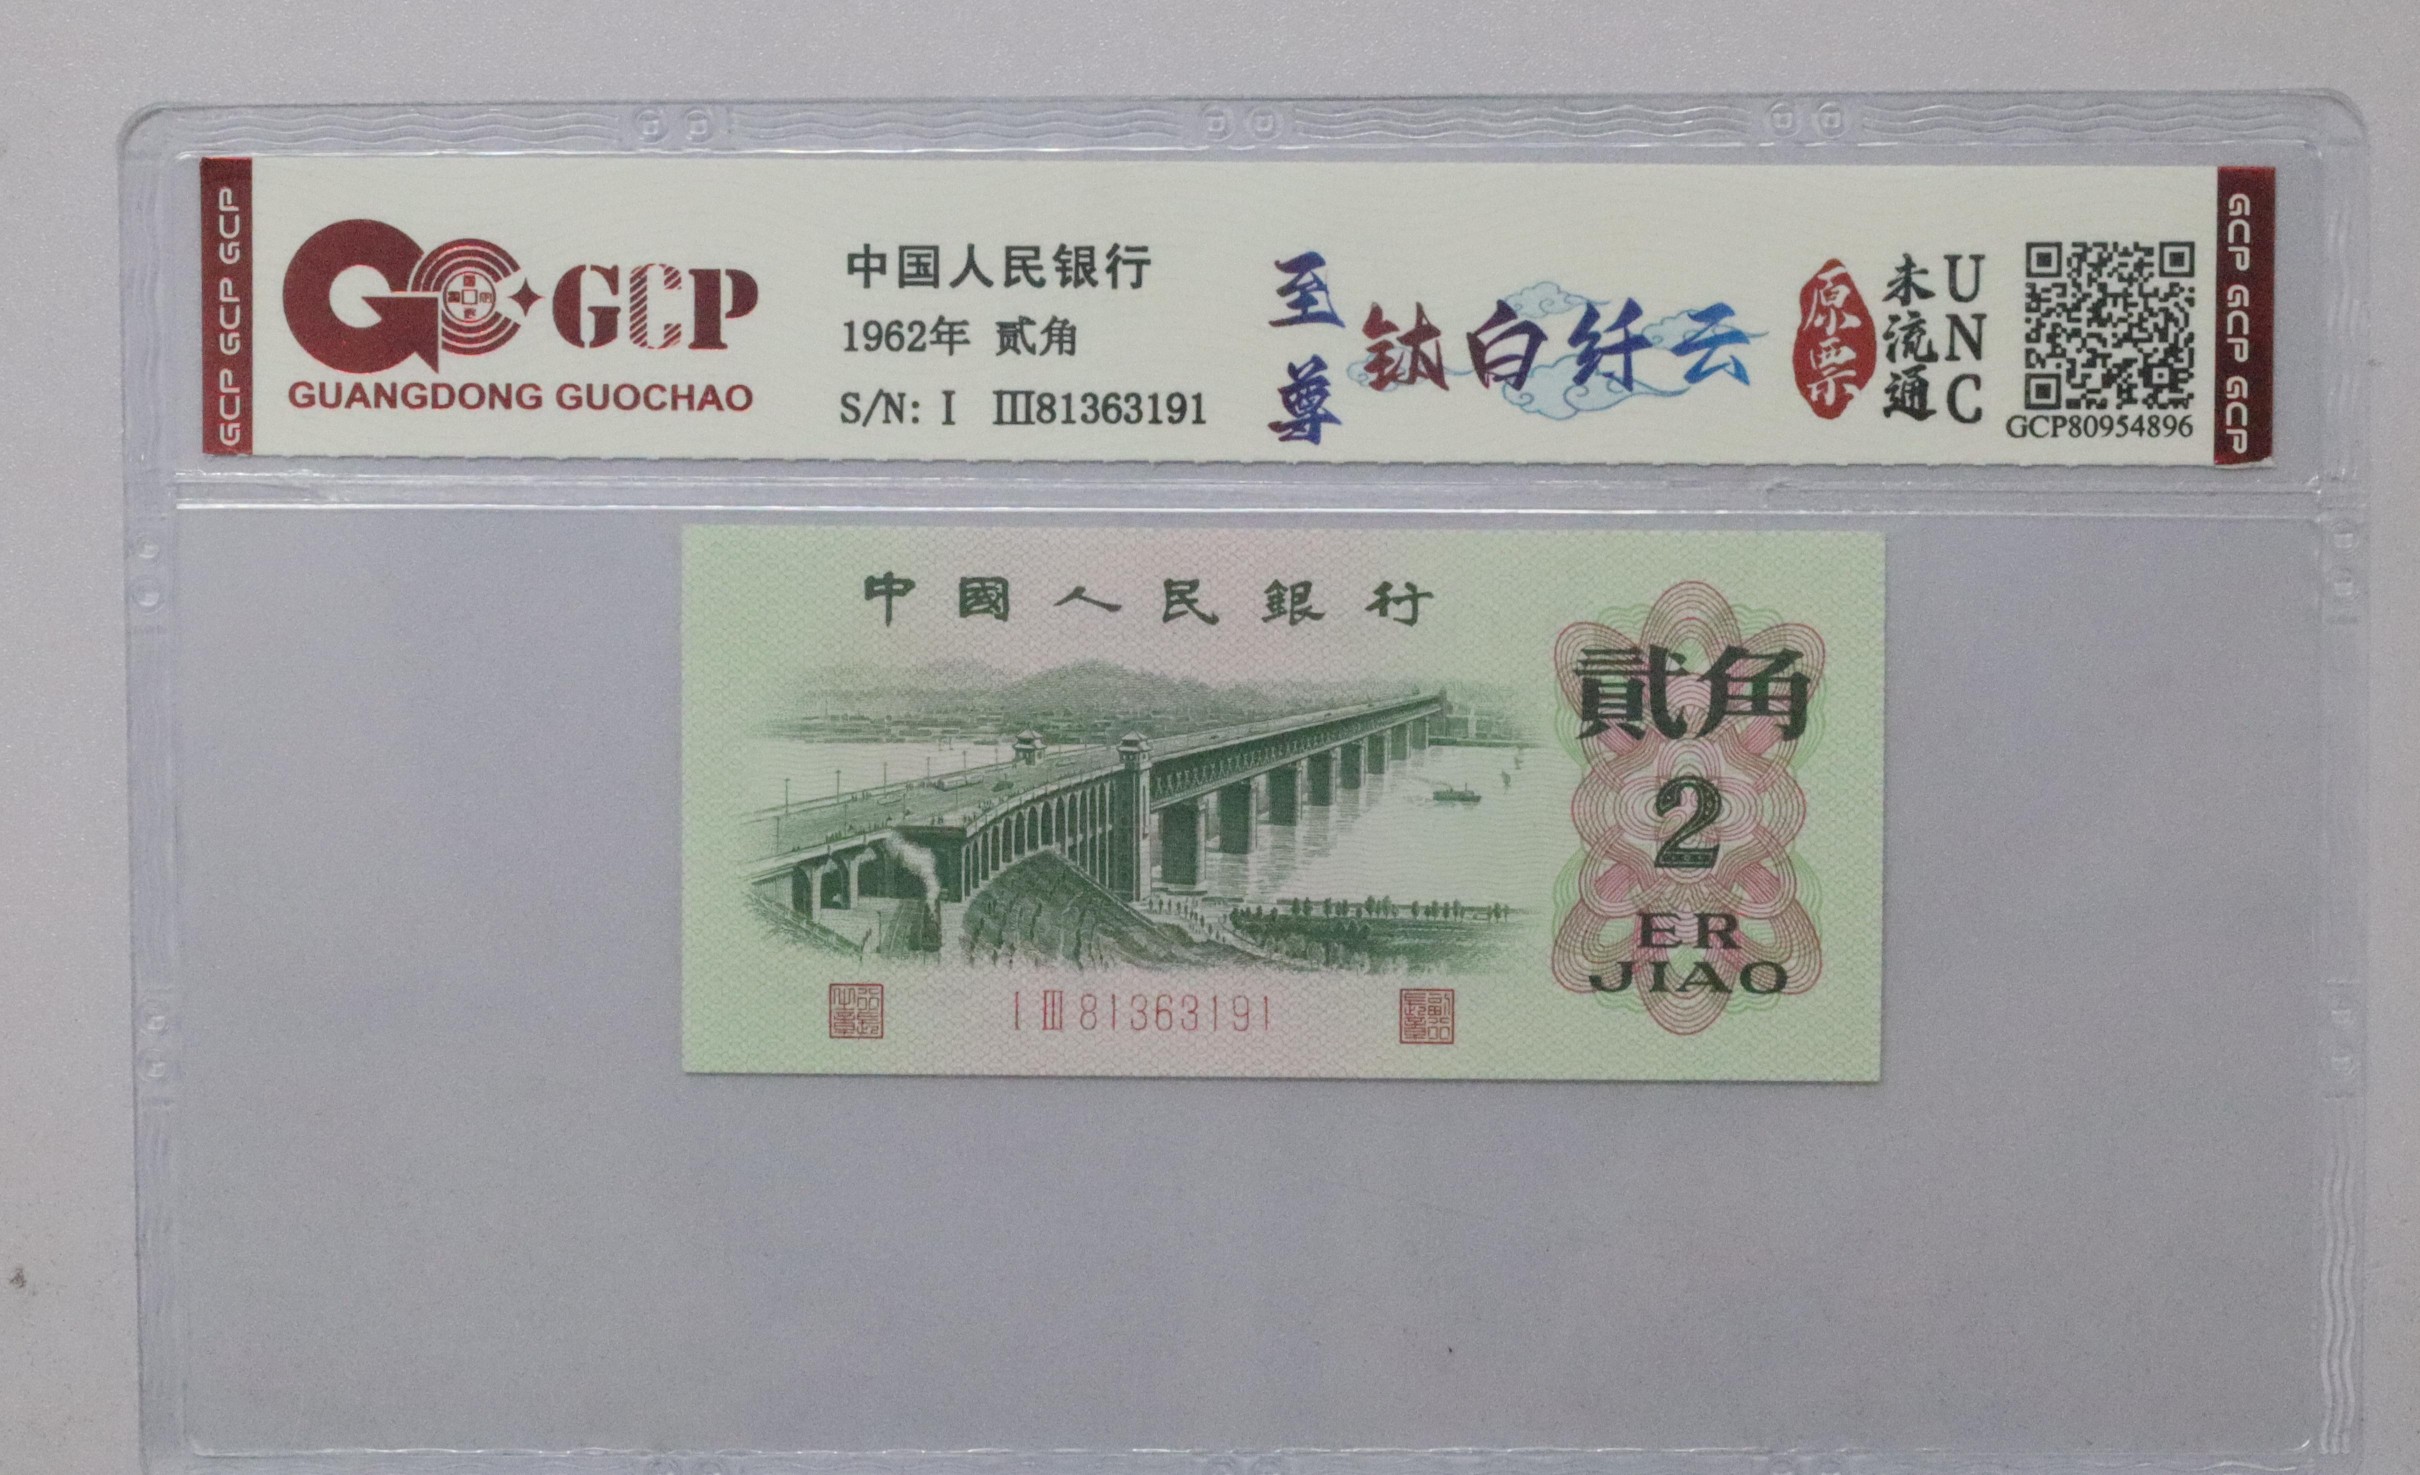 GCP GCP GCP
GCP
GUANGDONG GUOCHAO
中国人民银行
1962年 贰角
S/N: I III81363191
至尊
钛白纤云
原票
未流通
UNC
GCP80954896
GCP GCP GCP
中國人民銀行
貳角
2
ER
JIAO
I III 81363191